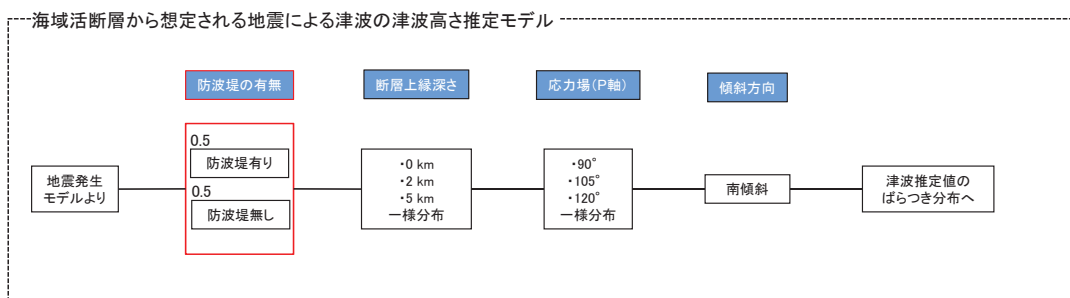 海域活断層から想定される地震による津波の津波高さ推定モデル
防波堤の有無
断層上縁深さ
応力場(P軸)
傾斜方向
地震発生
モデルより
0.5
防波堤有り
0.5
防波堤無し
・0 km
・2 km
・5 km
一様分布
・90°
・105°
・120°
一様分布
南傾斜
津波推定値の
ばらつき分布へ